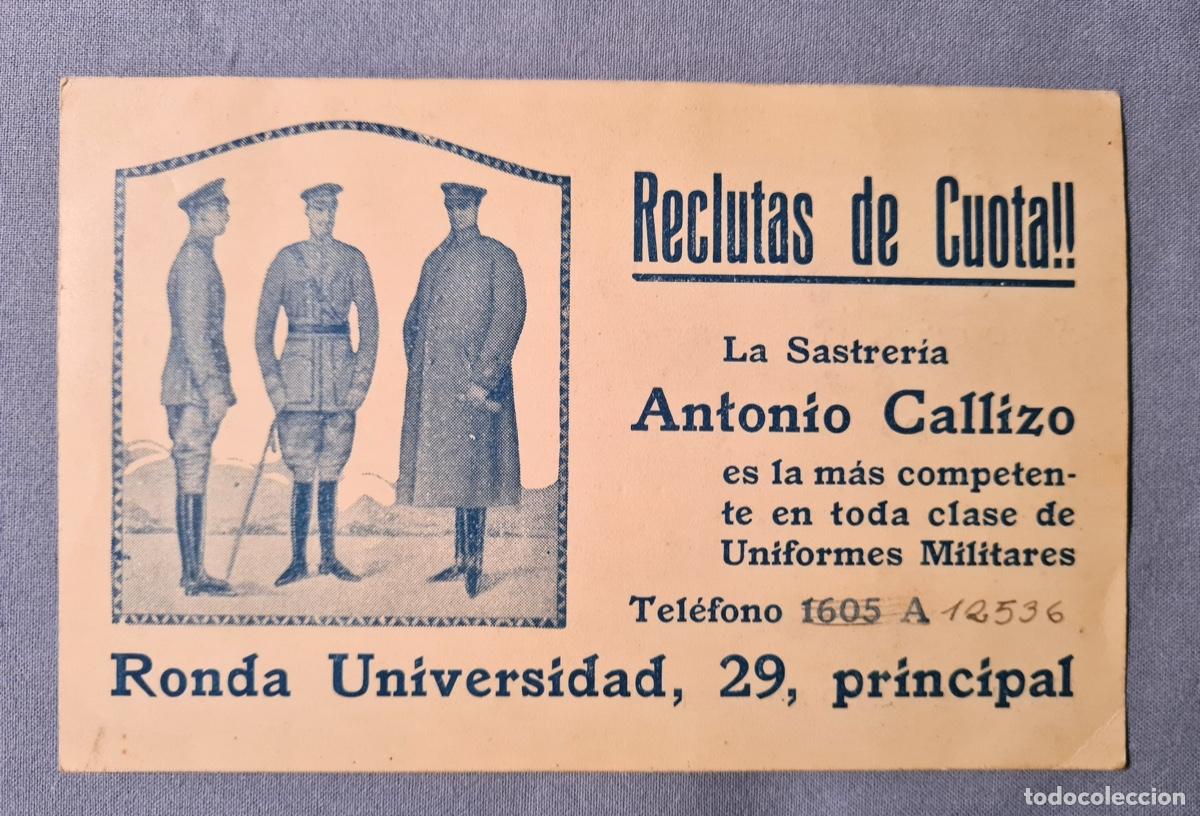 Reclutas de Cuota!!
La Sastrería
Antonio Callizo
es la más competen-
te en toda clase de
Uniformes Militares
Teléfono 1605 A 12536
Ronda Universidad, 29, principal
todocoleccion